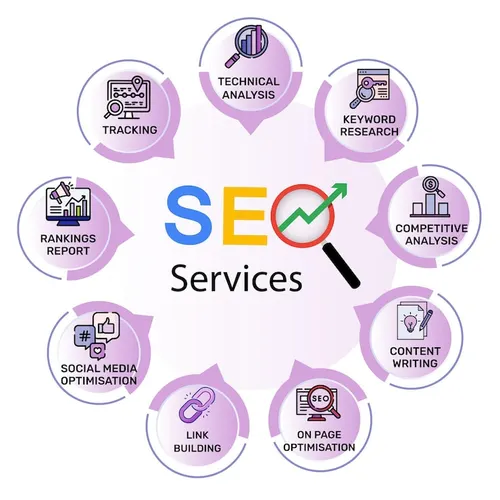 TECHNICAL
ANALYSIS
KEYWORD
RESEARCH
COMPETITIVE
ANALYSIS
CONTENT
WRITING
SEO
ON PAGE
OPTIMISATION
LINK
BUILDING
#
SOCIAL MEDIA
OPTIMISATION
RANKINGS
REPORT
TRACKING
SEO
Services
$